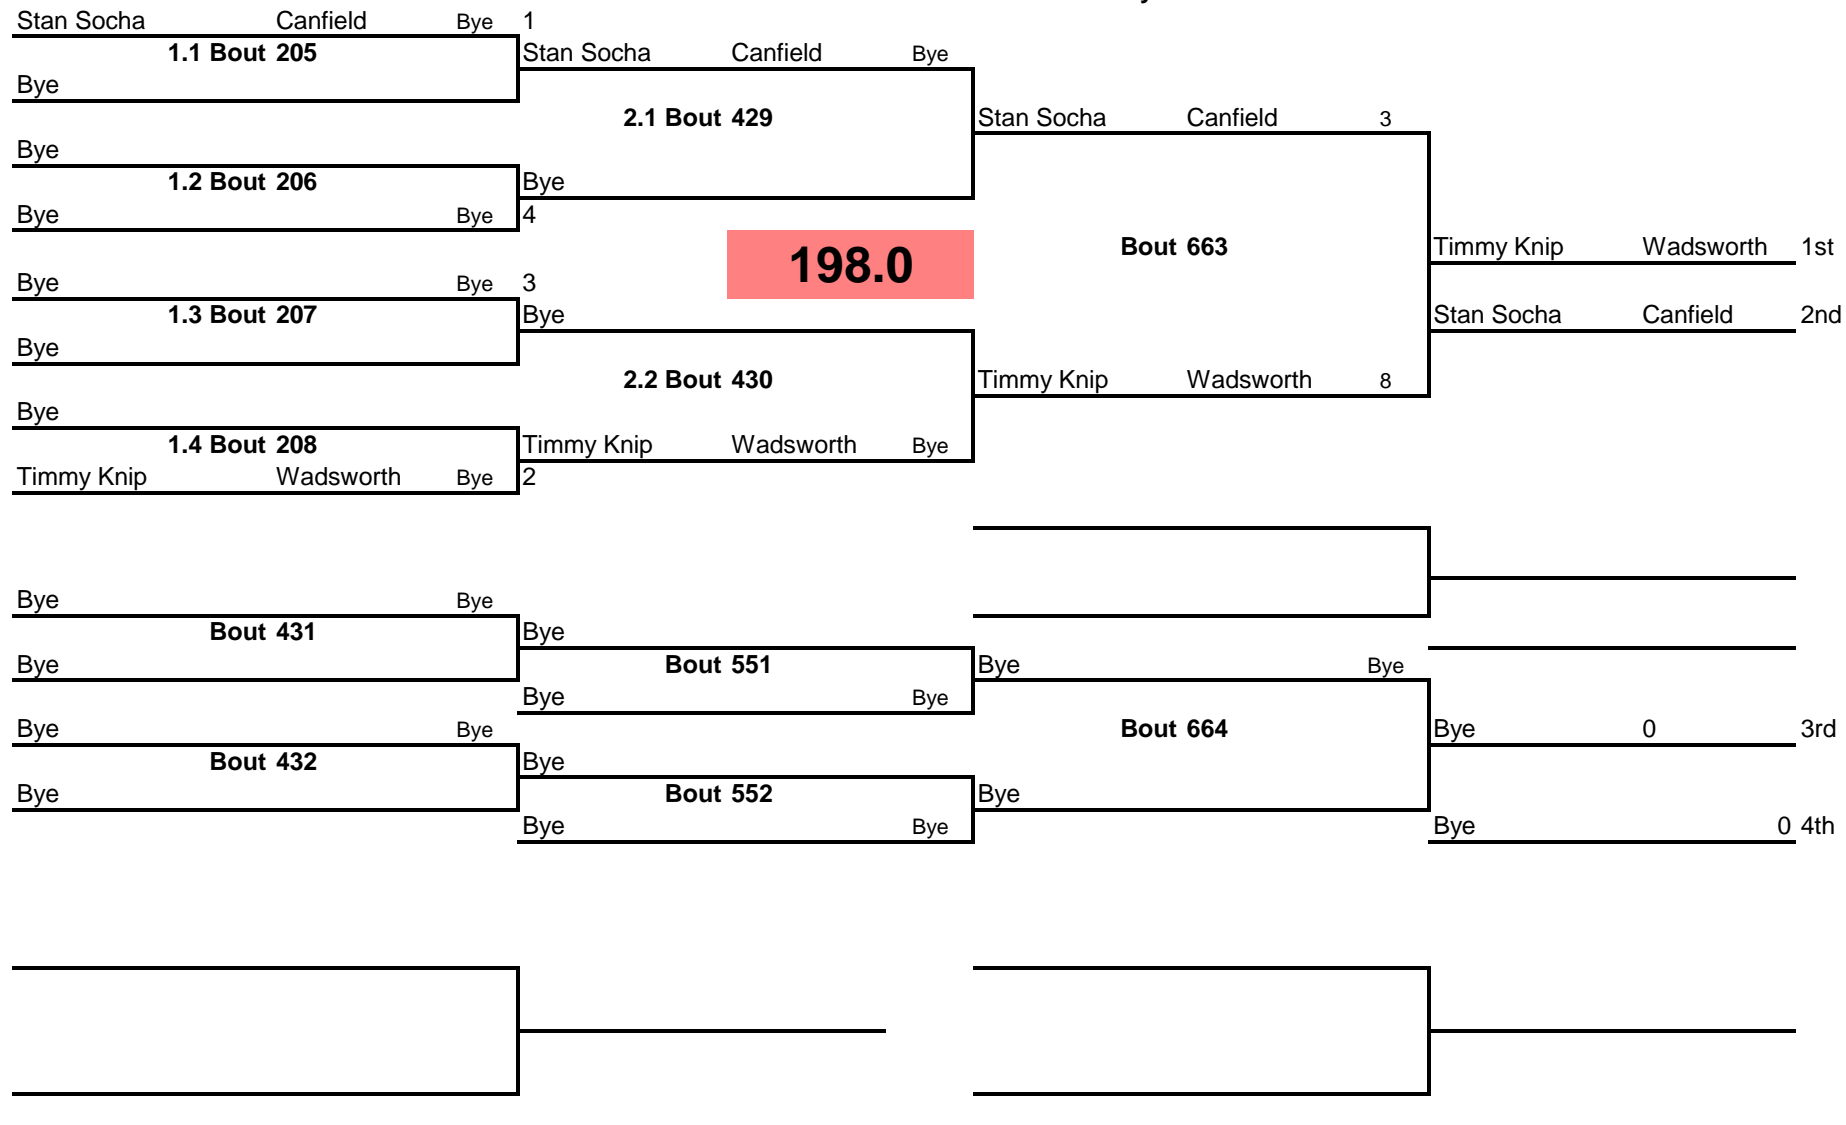 Stan Socha Canfield Bye 1
1.1 Bout 205 Stan Socha Canfield Bye
Bye
2.1 Bout 429 Stan Socha Canfield 3
Bye
1.2 Bout 206 Bye
Bye Bye 4
198.0 Bout 663 Timmy Knip Wadsworth 1st
Bye Bye 3
1.3 Bout 207 Bye Stan Socha Canfield 2nd
Bye
2.2 Bout 430 Timmy Knip Wadsworth 8
Bye
1.4 Bout 208 Timmy Knip Wadsworth Bye
Timmy Knip Wadsworth Bye 2
Bye Bye
Bout 431 Bye
Bye Bout 551 Bye Bye
Bye Bye
Bye Bye Bout 664 Bye 0 3rd
Bout 432 Bye
Bye Bout 552 Bye
Bye Bye Bye 0 4th